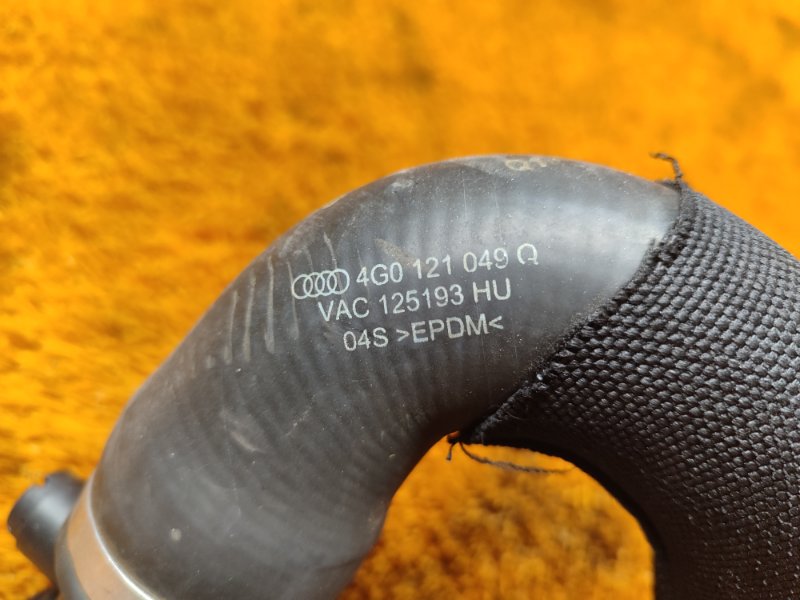 4G0 121 049 Q
VAC 125193 HU
04S >EPDM<